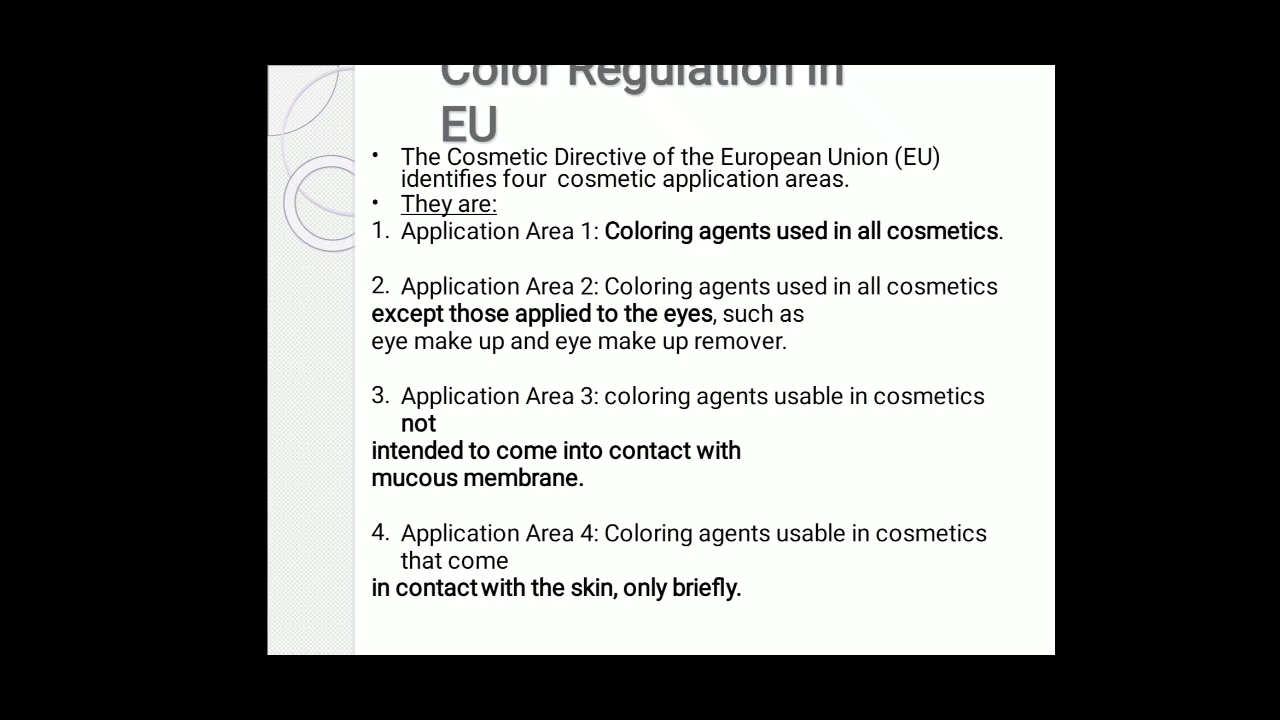 Color Regulation in
EU
• The Cosmetic Directive of the European Union (EU)
identifies four  cosmetic application areas.
• They are:
1. Application Area 1: Coloring agents used in all cosmetics.
2. Application Area 2: Coloring agents used in all cosmetics
except those applied to the eyes, such as
eye make up and eye make up remover.
3. Application Area 3: coloring agents usable in cosmetics
not
intended to come into contact with
mucous membrane.
4. Application Area 4: Coloring agents usable in cosmetics
that come
in contact with the skin, only briefly.